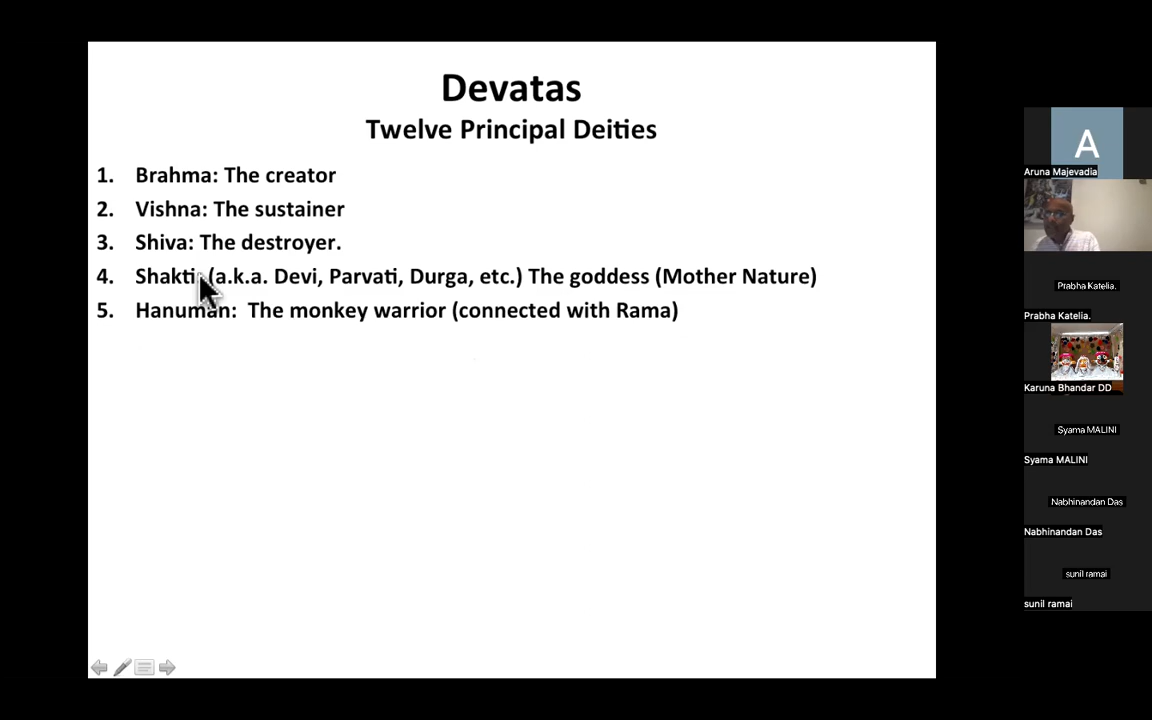 Devatas
Twelve Principal Deities
1. Brahma: The creator
2. Vishna: The sustainer
3. Shiva: The destroyer.
4. Shakti (a.k.a. Devi, Parvati, Durga, etc.) The goddess (Mother Nature)
5. Hanuman: The monkey warrior (connected with Rama)
A
Aruna Majevadia
Prabha Katelia.
Prabha Katelia.
Karuna Bhandar DD
Syama MALINI
Syama MALINI
Nabhinandan Das
Nabhinandan Das
sunil ramai
sunil ramai